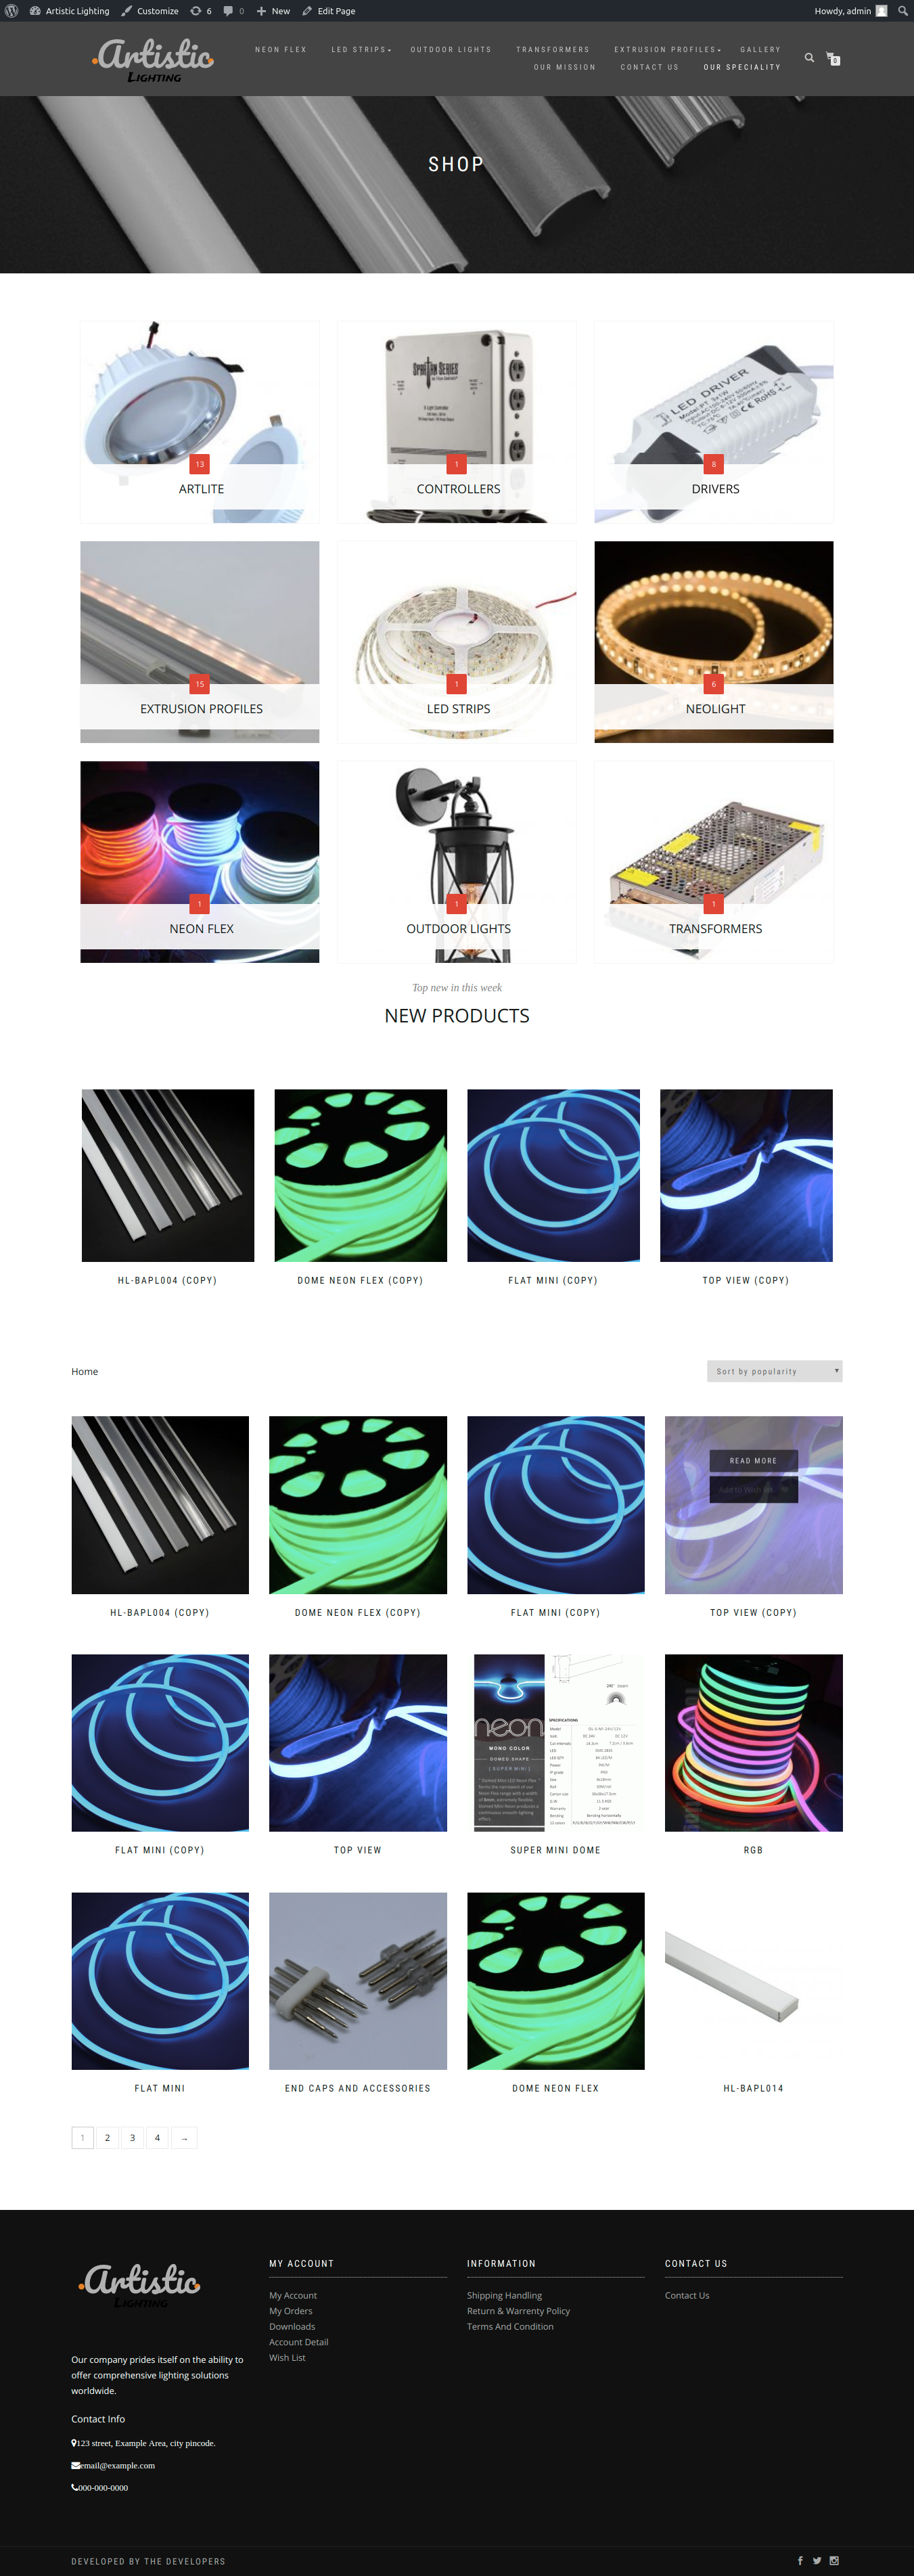 Artistic Lighting Customize 6 0 New Edit Page Howdy, admin
Artistic
LIGHTING
NEON FLEX LED STRIPS OUTDOOR LIGHTS TRANSFORMERS EXTRUSION PROFILES GALLERY
OUR MISSION CONTACT US OUR SPECIALITY
0
SHOP
SPARTAN SERIES
LED DRIVER
13
ARTLITE
1
CONTROLLERS
8
DRIVERS
15
EXTRUSION PROFILES
1
LED STRIPS
6
NEOLIGHT
1
NEON FLEX
1
OUTDOOR LIGHTS
1
TRANSFORMERS
Top new in this week
NEW PRODUCTS
HL-BAPL004 (COPY)
DOME NEON FLEX (COPY)
FLAT MINI (COPY)
TOP VIEW (COPY)
Home
Sort by popularity
READ MORE
Add to Wish list
HL-BAPL004 (COPY)
DOME NEON FLEX (COPY)
FLAT MINI (COPY)
TOP VIEW (COPY)
neon
MONO COLOR
DOMED SHAPE
[ SUPER MINI ]
SPECIFICATIONS
FLAT MINI (COPY)
TOP VIEW
SUPER MINI DOME
RGB
FLAT MINI
END CAPS AND ACCESSORIES
DOME NEON FLEX
HL-BAPL014
1 2 3 4 →
Artistic
LIGHTING
Our company prides itself on the ability to
offer comprehensive lighting solutions
worldwide.
Contact Info
123 street, Example Area, city pincode.
email@example.com
000-000-0000
MY ACCOUNT
My Account
My Orders
Downloads
Account Detail
Wish List
INFORMATION
Shipping Handling
Return & Warrenty Policy
Terms And Condition
CONTACT US
Contact Us
DEVELOPED BY THE DEVELOPERS